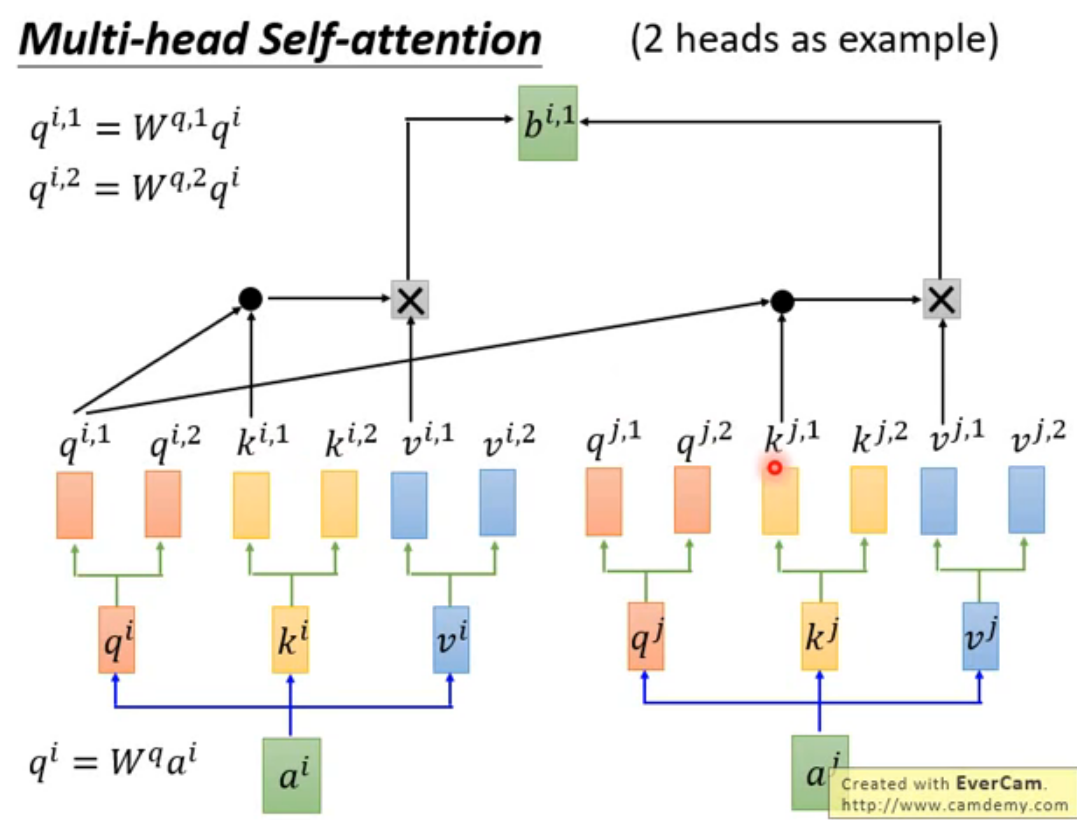 Multi-head Self-attention (2 heads as example)
q^{i,1} = W^{q,1}q^i
q^{i,2} = W^{q,2}q^i
b^{i,1}
×
×
q^{i,1} q^{i,2} k^{i,1} k^{i,2} v^{i,1} v^{i,2} q^{j,1} q^{j,2} k^{j,1} k^{j,2} v^{j,1} v^{j,2}
q^i k^i v^i q^j k^j v^j
q^i = W^q a^i
a^i a^j
Created with EverCam.
http://www.camdemy.com